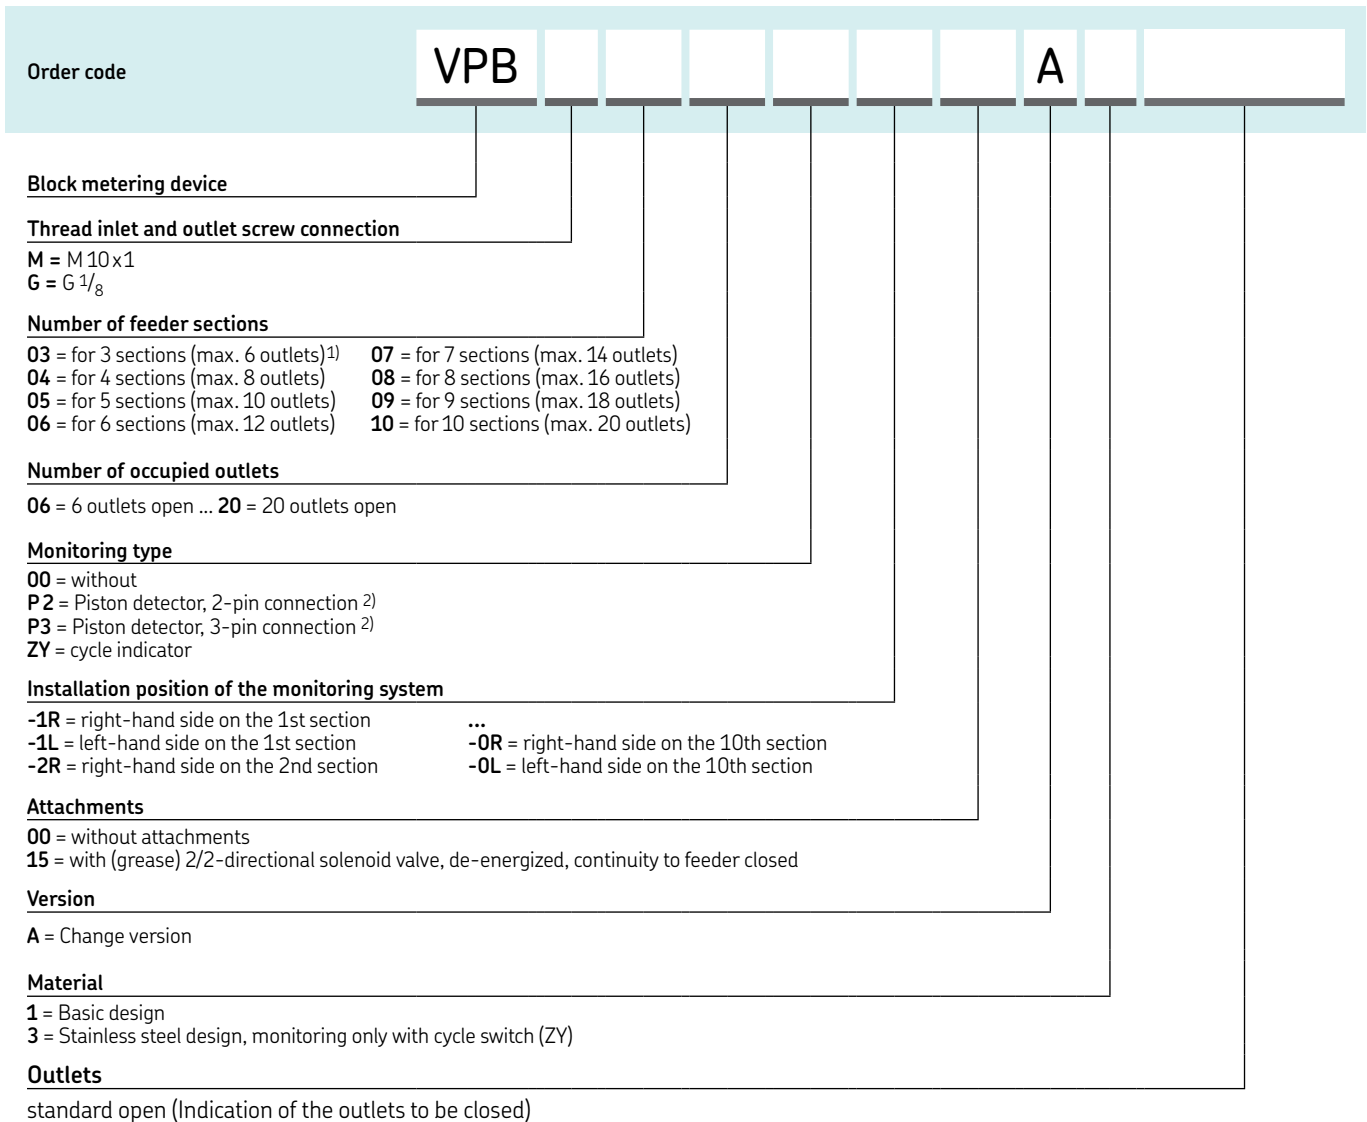 Order code VPB A
Block metering device
Thread inlet and outlet screw connection
M = M 10x1
G = G 1/8
Number of feeder sections
03 = for 3 sections (max. 6 outlets)1) 07 = for 7 sections (max. 14 outlets)
04 = for 4 sections (max. 8 outlets) 08 = for 8 sections (max. 16 outlets)
05 = for 5 sections (max. 10 outlets) 09 = for 9 sections (max. 18 outlets)
06 = for 6 sections (max. 12 outlets) 10 = for 10 sections (max. 20 outlets)
Number of occupied outlets
06 = 6 outlets open ... 20 = 20 outlets open
Monitoring type
00 = without
P2 = Piston detector, 2-pin connection 2)
P3 = Piston detector, 3-pin connection 2)
ZY = cycle indicator
Installation position of the monitoring system
-1R = right-hand side on the 1st section ...
-1L = left-hand side on the 1st section -0R = right-hand side on the 10th section
-2R = right-hand side on the 2nd section -0L = left-hand side on the 10th section
Attachments
00 = without attachments
15 = with (grease) 2/2-directional solenoid valve, de-energized, continuity to feeder closed
Version
A = Change version
Material
1 = Basic design
3 = Stainless steel design, monitoring only with cycle switch (ZY)
Outlets
standard open (Indication of the outlets to be closed)